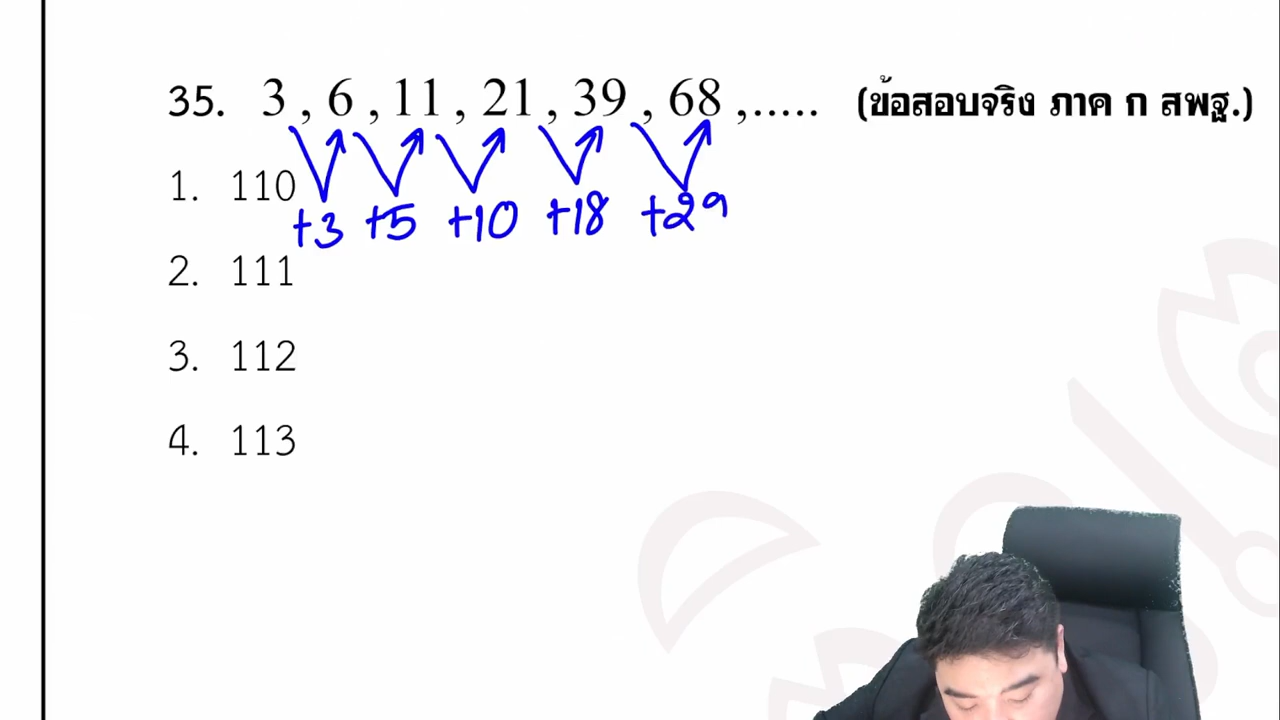 35. 3 , 6 , 11 , 21 , 39 , 68 ,..... (ข้อสอบจริง ภาค ก สพฐ.)
+3 +5 +10 +18 +29
1. 110
2. 111
3. 112
4. 113